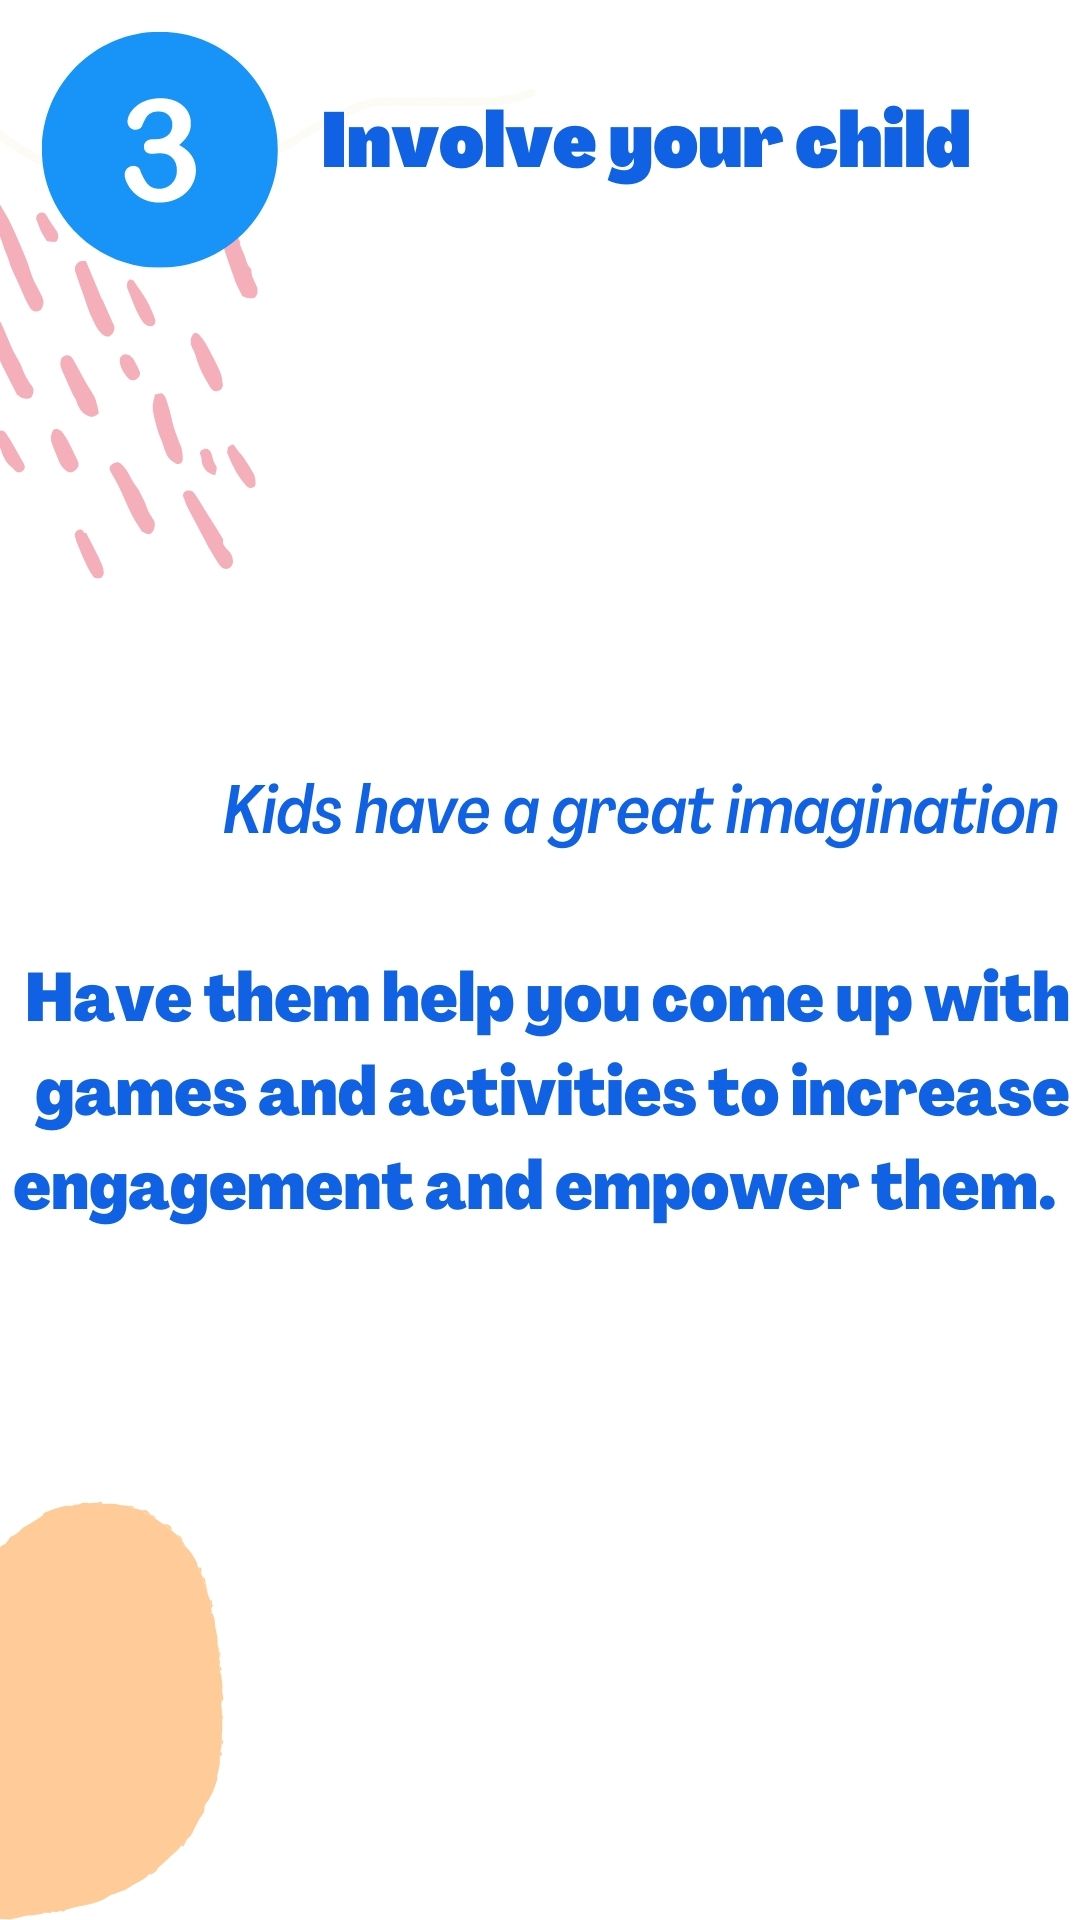 3
Involve your child
Kids have a great imagination
Have them help you come up with
games and activities to increase
engagement and empower them.